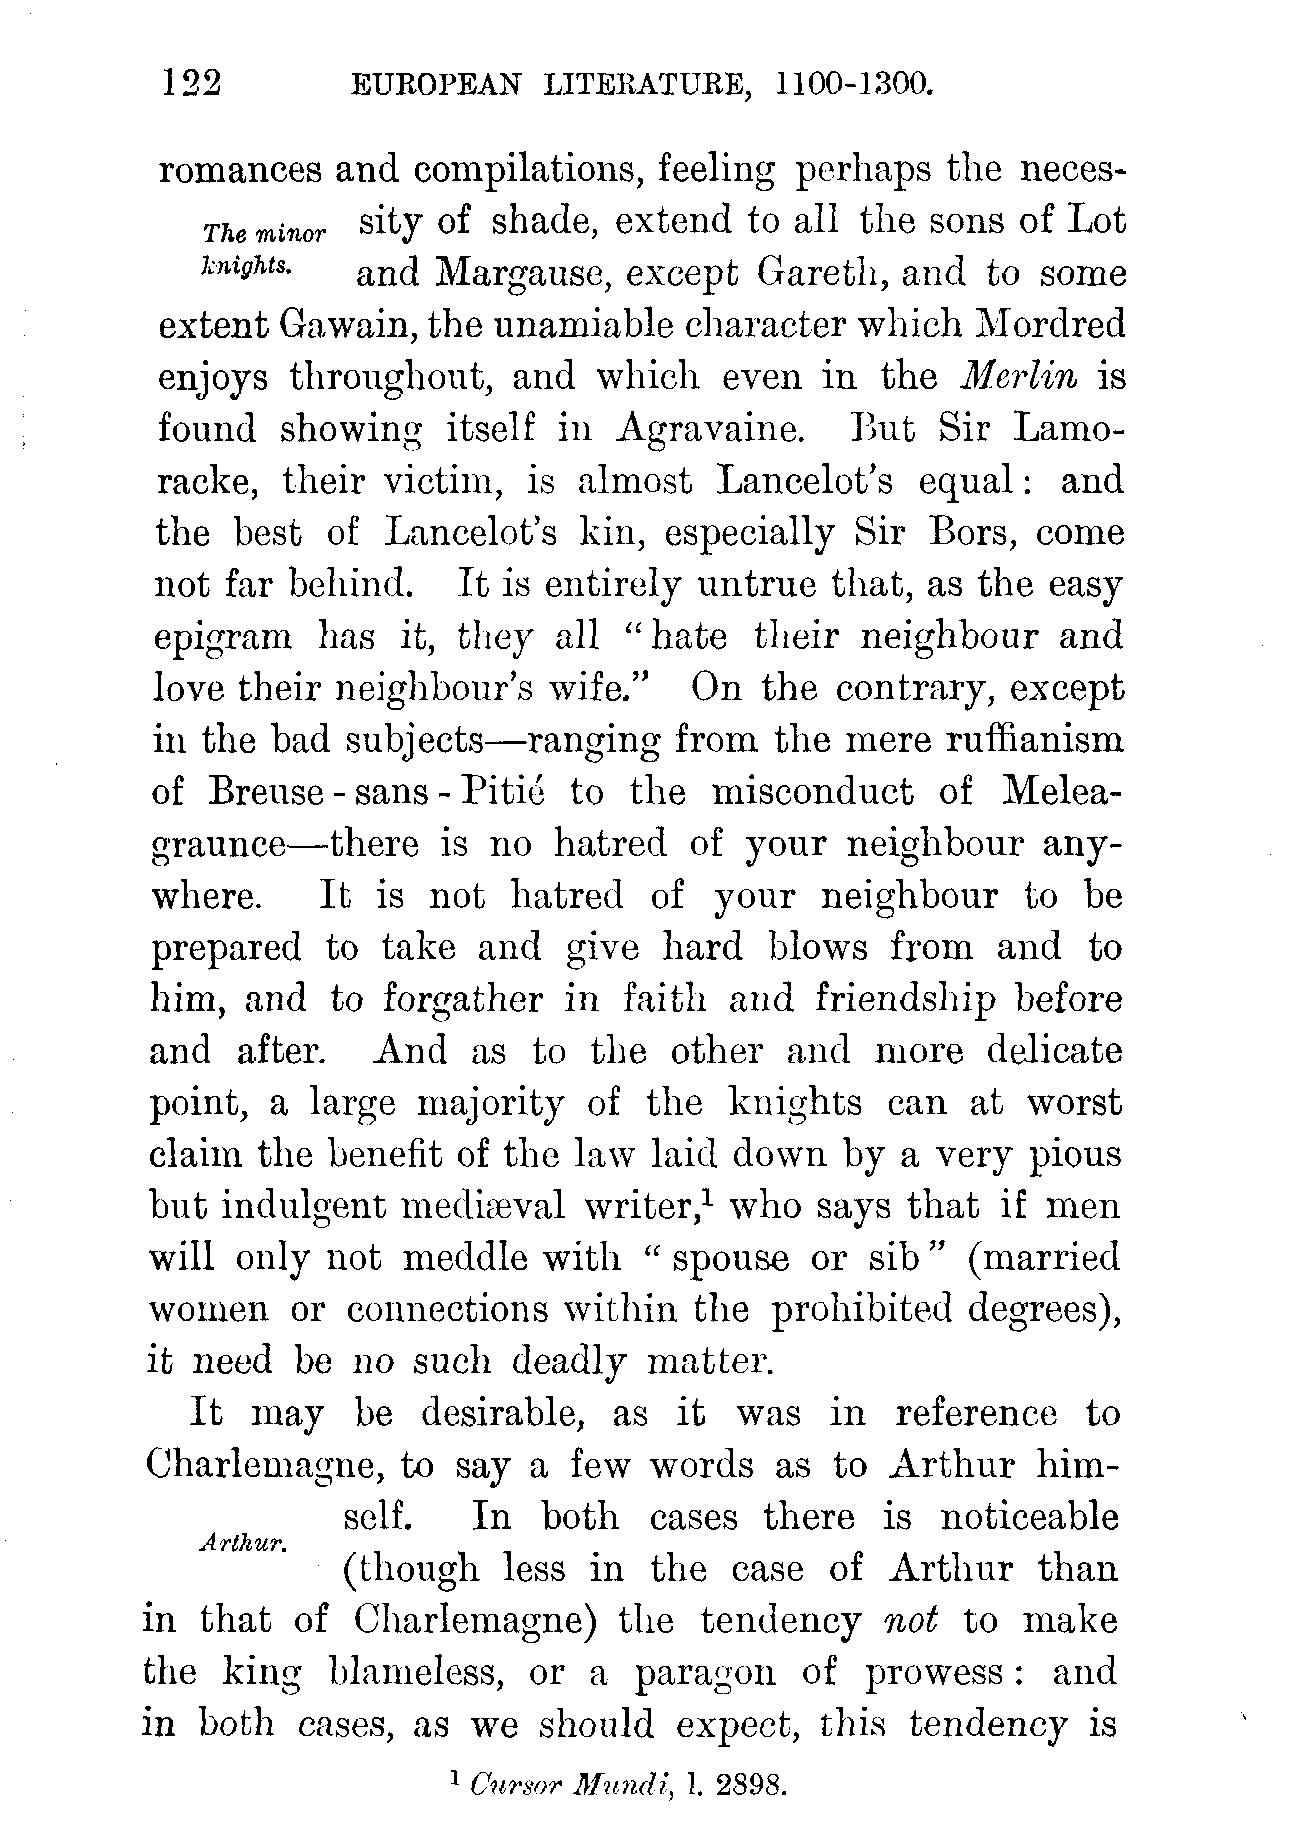 122 EUROPEAN LITERATURE, 1100-1300.
romances and compilations, feeling perhaps the neces-
The minor sity of shade, extend to all the sons of Lot
knights. and Margause, except Gareth, and to some
extent Gawain, the unamiable character which Mordred
enjoys throughout, and which even in the Merlin is
found showing itself in Agravaine. But Sir Lamo-
racke, their victim, is almost Lancelot's equal: and
the best of Lancelot's kin, especially Sir Bors, come
not far behind. It is entirely untrue that, as the easy
epigram has it, they all “hate their neighbour and
love their neighbour's wife.” On the contrary, except
in the bad subjects—ranging from the mere ruffianism
of Breuse-sans-Pitié to the misconduct of Melea-
graunce—there is no hatred of your neighbour any-
where. It is not hatred of your neighbour to be
prepared to take and give hard blows from and to
him, and to forgather in faith and friendship before
and after. And as to the other and more delicate
point, a large majority of the knights can at worst
claim the benefit of the law laid down by a very pious
but indulgent mediæval writer,¹ who says that if men
will only not meddle with “spouse or sib” (married
women or connections within the prohibited degrees),
it need be no such deadly matter.
It may be desirable, as it was in reference to
Charlemagne, to say a few words as to Arthur him-
self. In both cases there is noticeable
Arthur.
(though less in the case of Arthur than
in that of Charlemagne) the tendency not to make
the king blameless, or a paragon of prowess: and
in both cases, as we should expect, this tendency is
¹ Cursor Mundi, l. 2898.